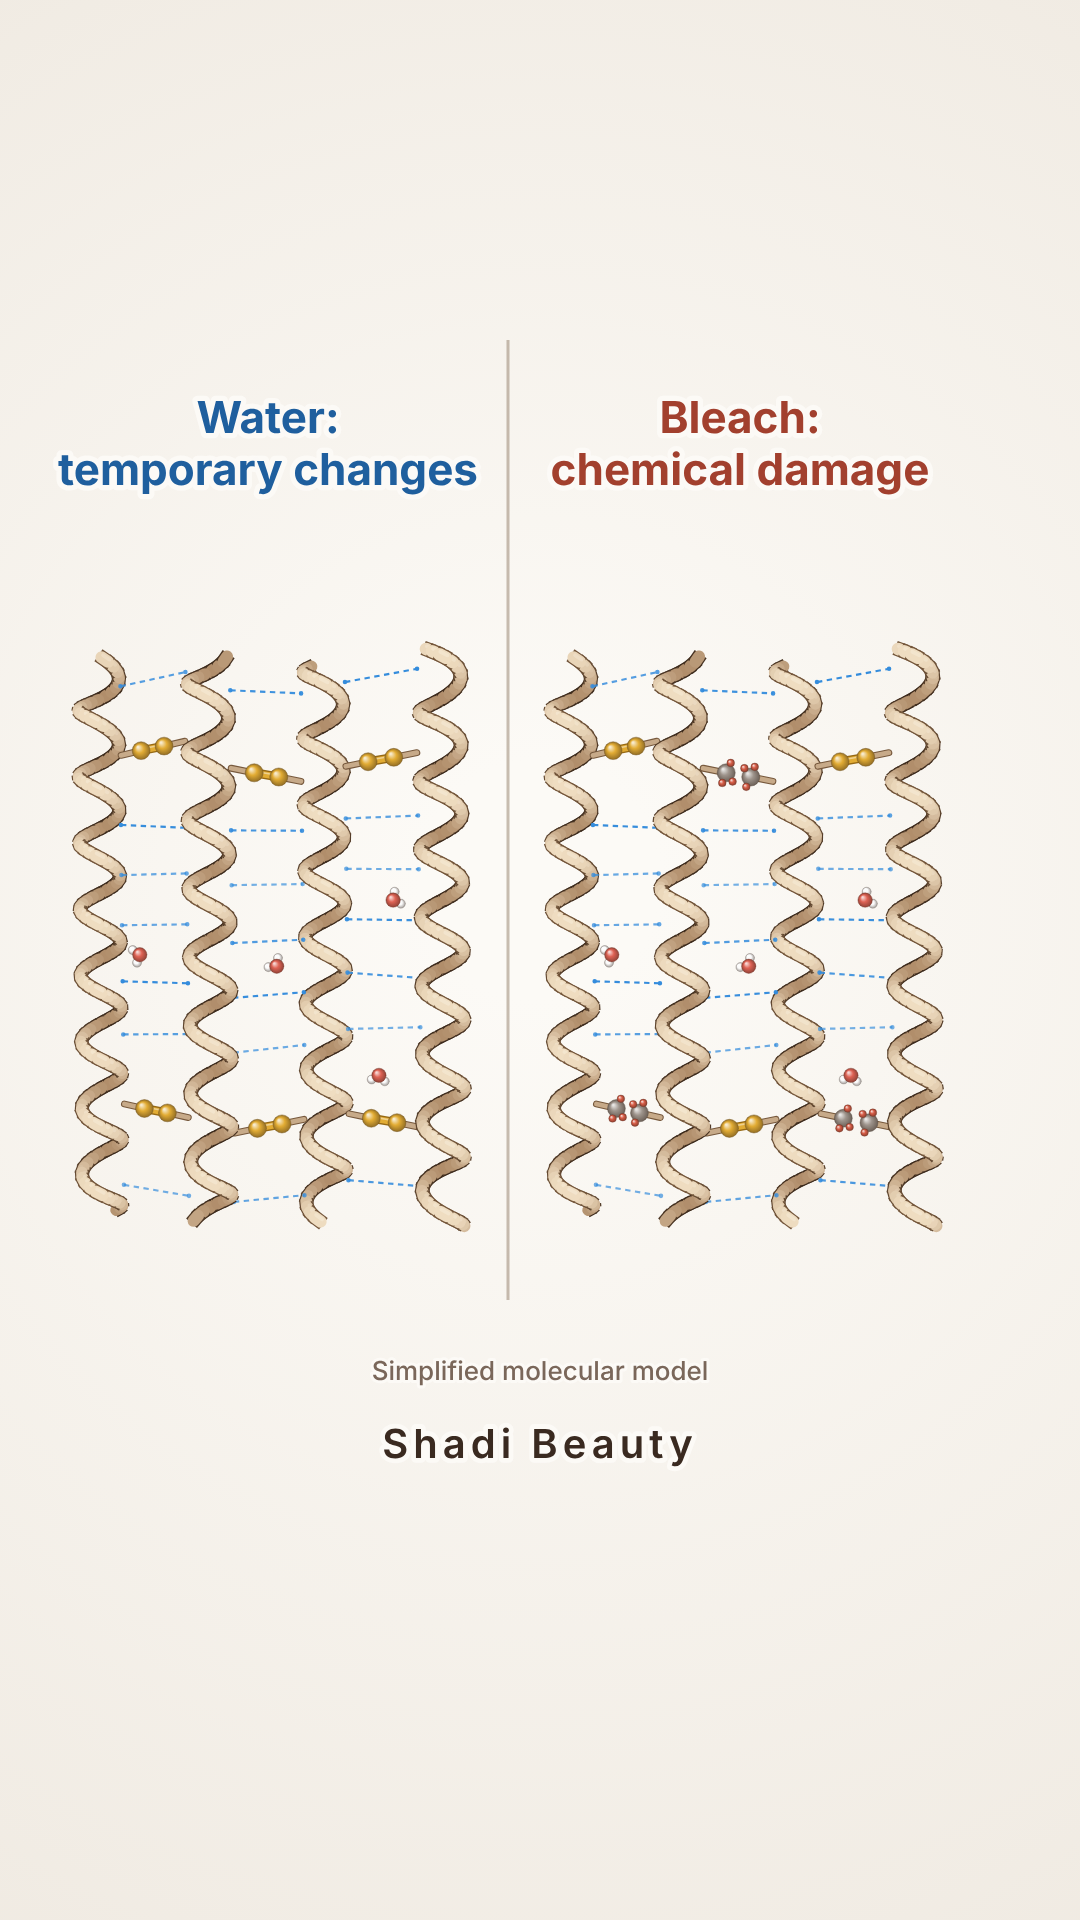 Water:
temporary changes
Bleach:
chemical damage
Simplified molecular model
Shadi Beauty